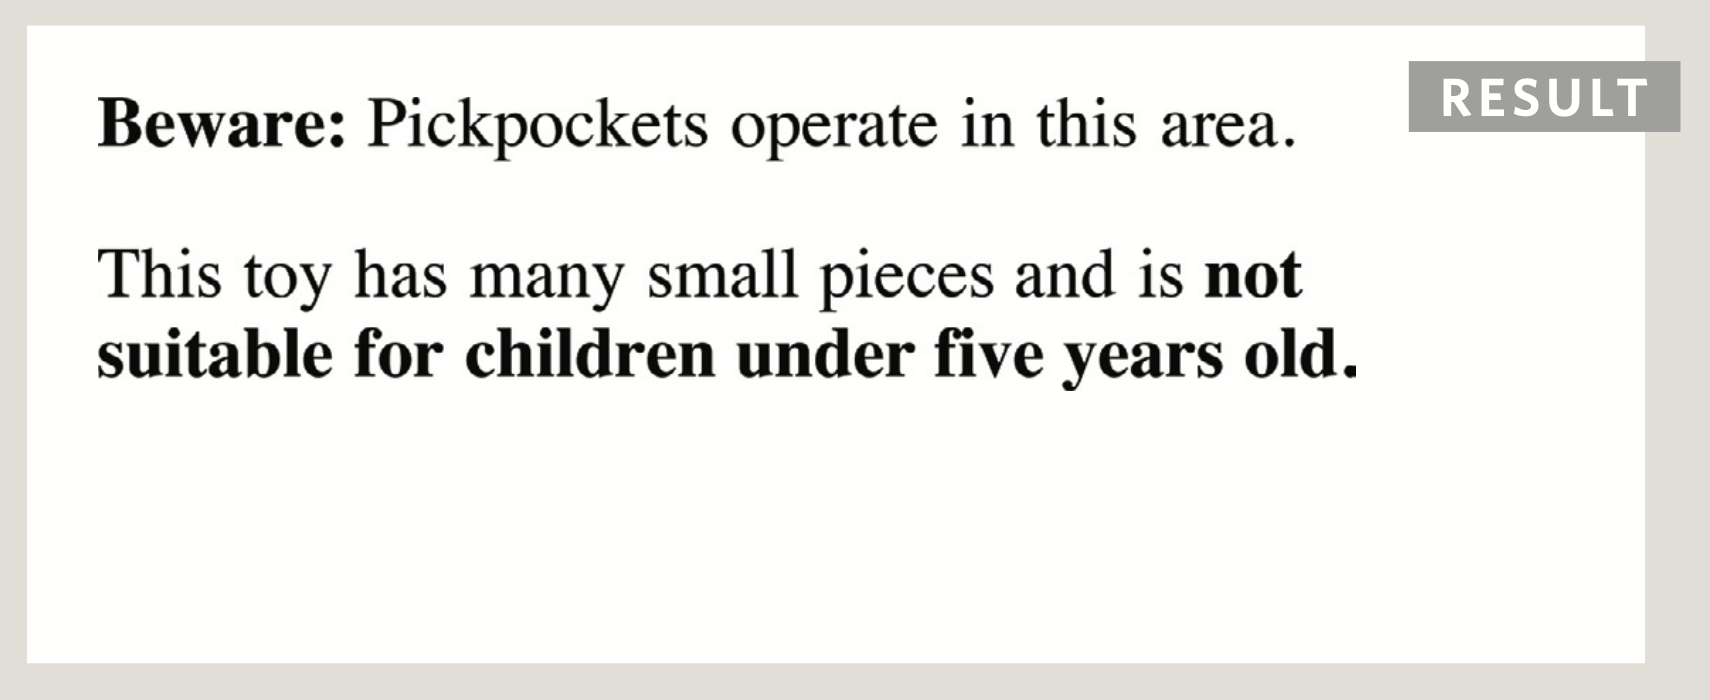 RESULT
Beware: Pickpockets operate in this area.
This toy has many small pieces and is not
suitable for children under five years old.